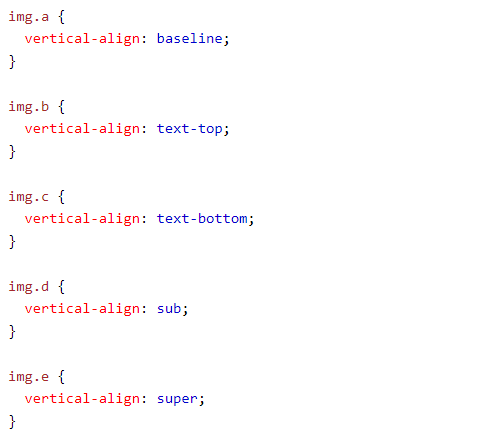 img.a {
  vertical-align: baseline;
}

img.b {
  vertical-align: text-top;
}

img.c {
  vertical-align: text-bottom;
}

img.d {
  vertical-align: sub;
}

img.e {
  vertical-align: super;
}